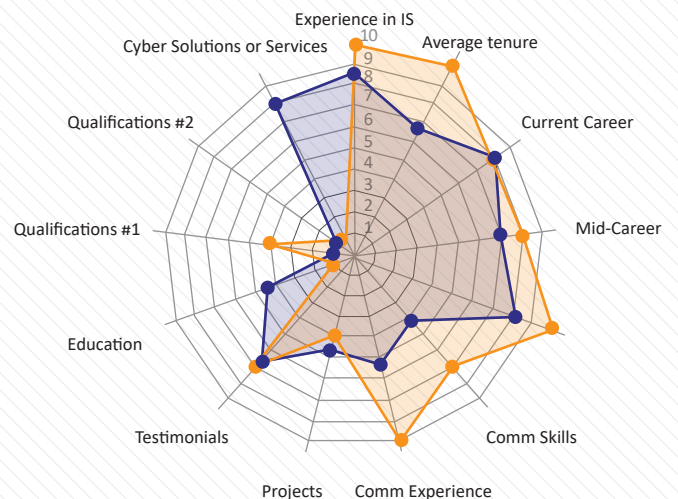 Experience in IS
Average tenure
Current Career
Mid-Career
Comm Skills
Comm Experience
Projects
Testimonials
Education
Qualifications #1
Qualifications #2
Cyber Solutions or Services
10
9
8
7
6
5
4
3
2
1